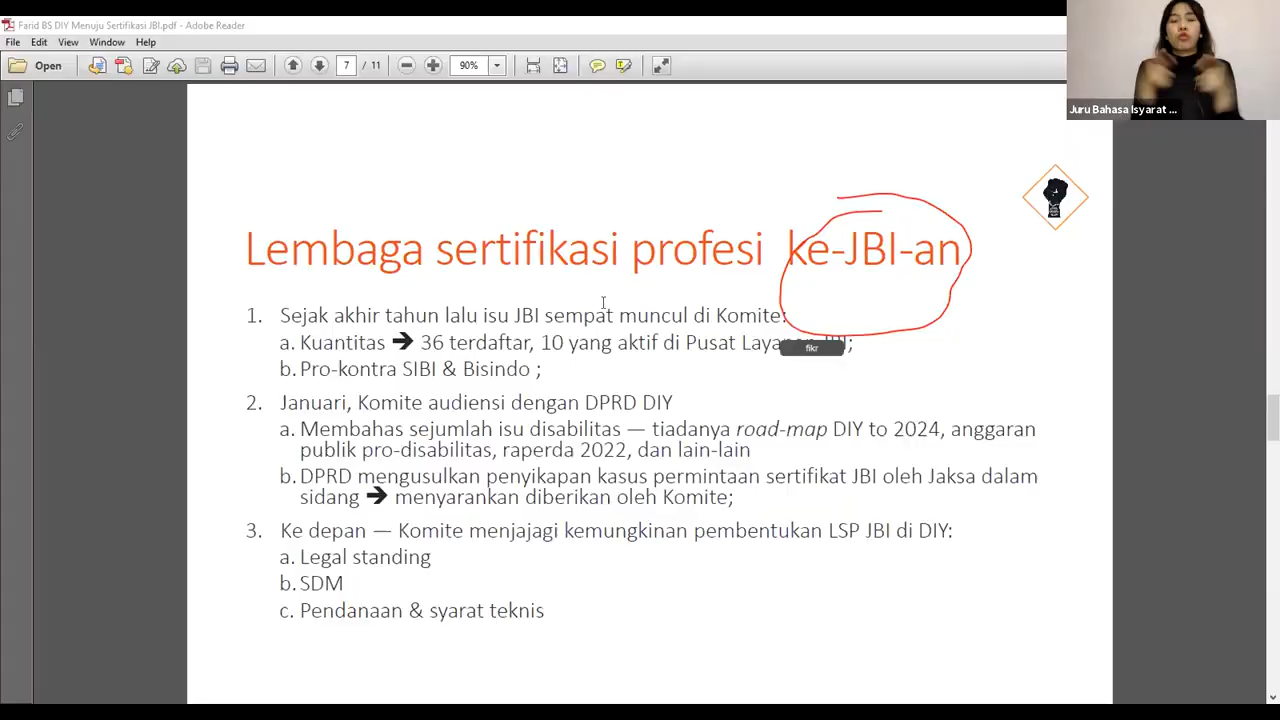 Farid BS DIY Menuju Sertifikasi JBI.pdf - Adobe Reader
File Edit View Window Help
Open 7 / 11 90%
Juru Bahasa Isyarat ...
Lembaga sertifikasi profesi ke-JBI-an
1. Sejak akhir tahun lalu isu JBI sempat muncul di Komite:
a. Kuantitas ➔ 36 terdaftar, 10 yang aktif di Pusat Layanan JBI;
fikr
b. Pro-kontra SIBI & Bisindo ;
2. Januari, Komite audiensi dengan DPRD DIY
a. Membahas sejumlah isu disabilitas — tiadanya road-map DIY to 2024, anggaran
publik pro-disabilitas, raperda 2022, dan lain-lain
b. DPRD mengusulkan penyikapan kasus permintaan sertifikat JBI oleh Jaksa dalam
sidang ➔ menyarankan diberikan oleh Komite;
3. Ke depan — Komite menjajagi kemungkinan pembentukan LSP JBI di DIY:
a. Legal standing
b. SDM
c. Pendanaan & syarat teknis